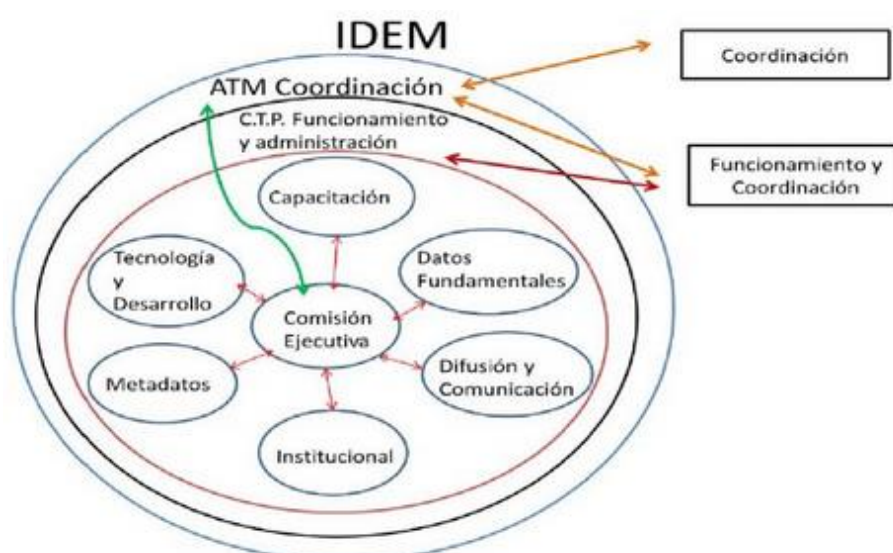 IDEM
Coordinación
ATM Coordinación
C.T.P. Funcionamiento
y administración
Funcionamiento y
Coordinación
Capacitación
Tecnología
y
Desarrollo
Datos
Fundamentales
Comisión
Ejecutiva
Metadatos
Difusión y
Comunicación
Institucional